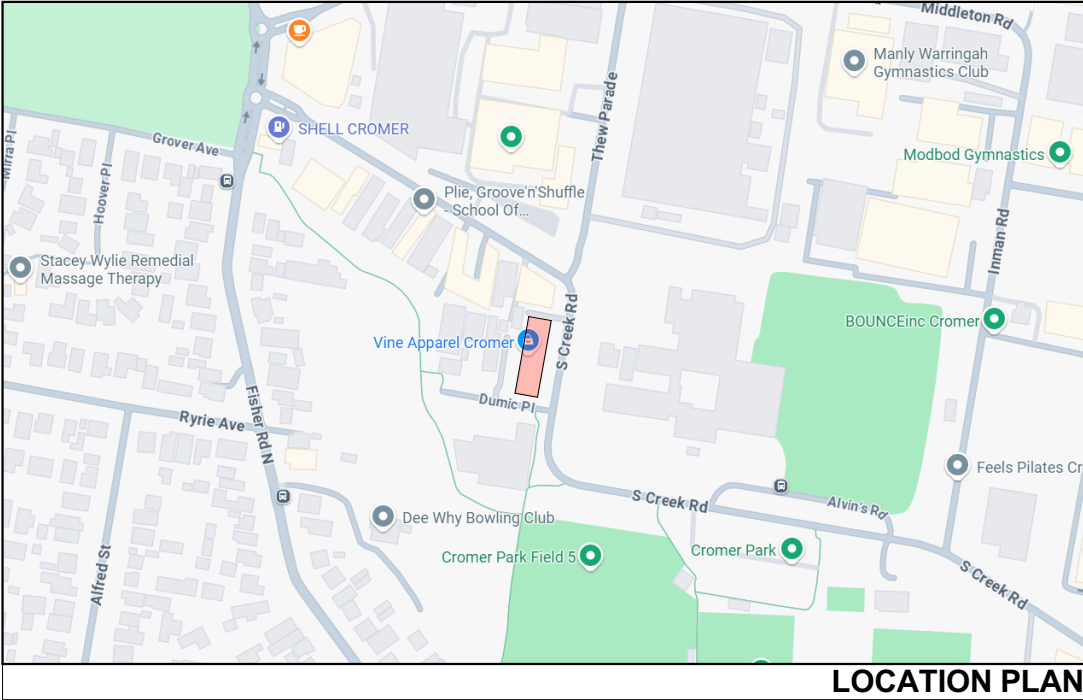 Middleton Rd
Manly Warringah
Gymnastics Club
SHELL CROMER
Thew Parade
Grover Ave
Mirra Pl
Hoover Pl
Modbod Gymnastics
Plie, Groove'n'Shuffle
- School Of...
Inman Rd
Stacey Wylie Remedial
Massage Therapy
S Creek Rd
BOUNCEinc Cromer
Vine Apparel Cromer
Dumic Pl
Fisher Rd N
Ryrie Ave
Feels Pilates Cr
S Creek Rd
Alvin's Rd
Dee Why Bowling Club
Cromer Park Field 5
Cromer Park
Alfred St
S Creek Rd
LOCATION PLAN